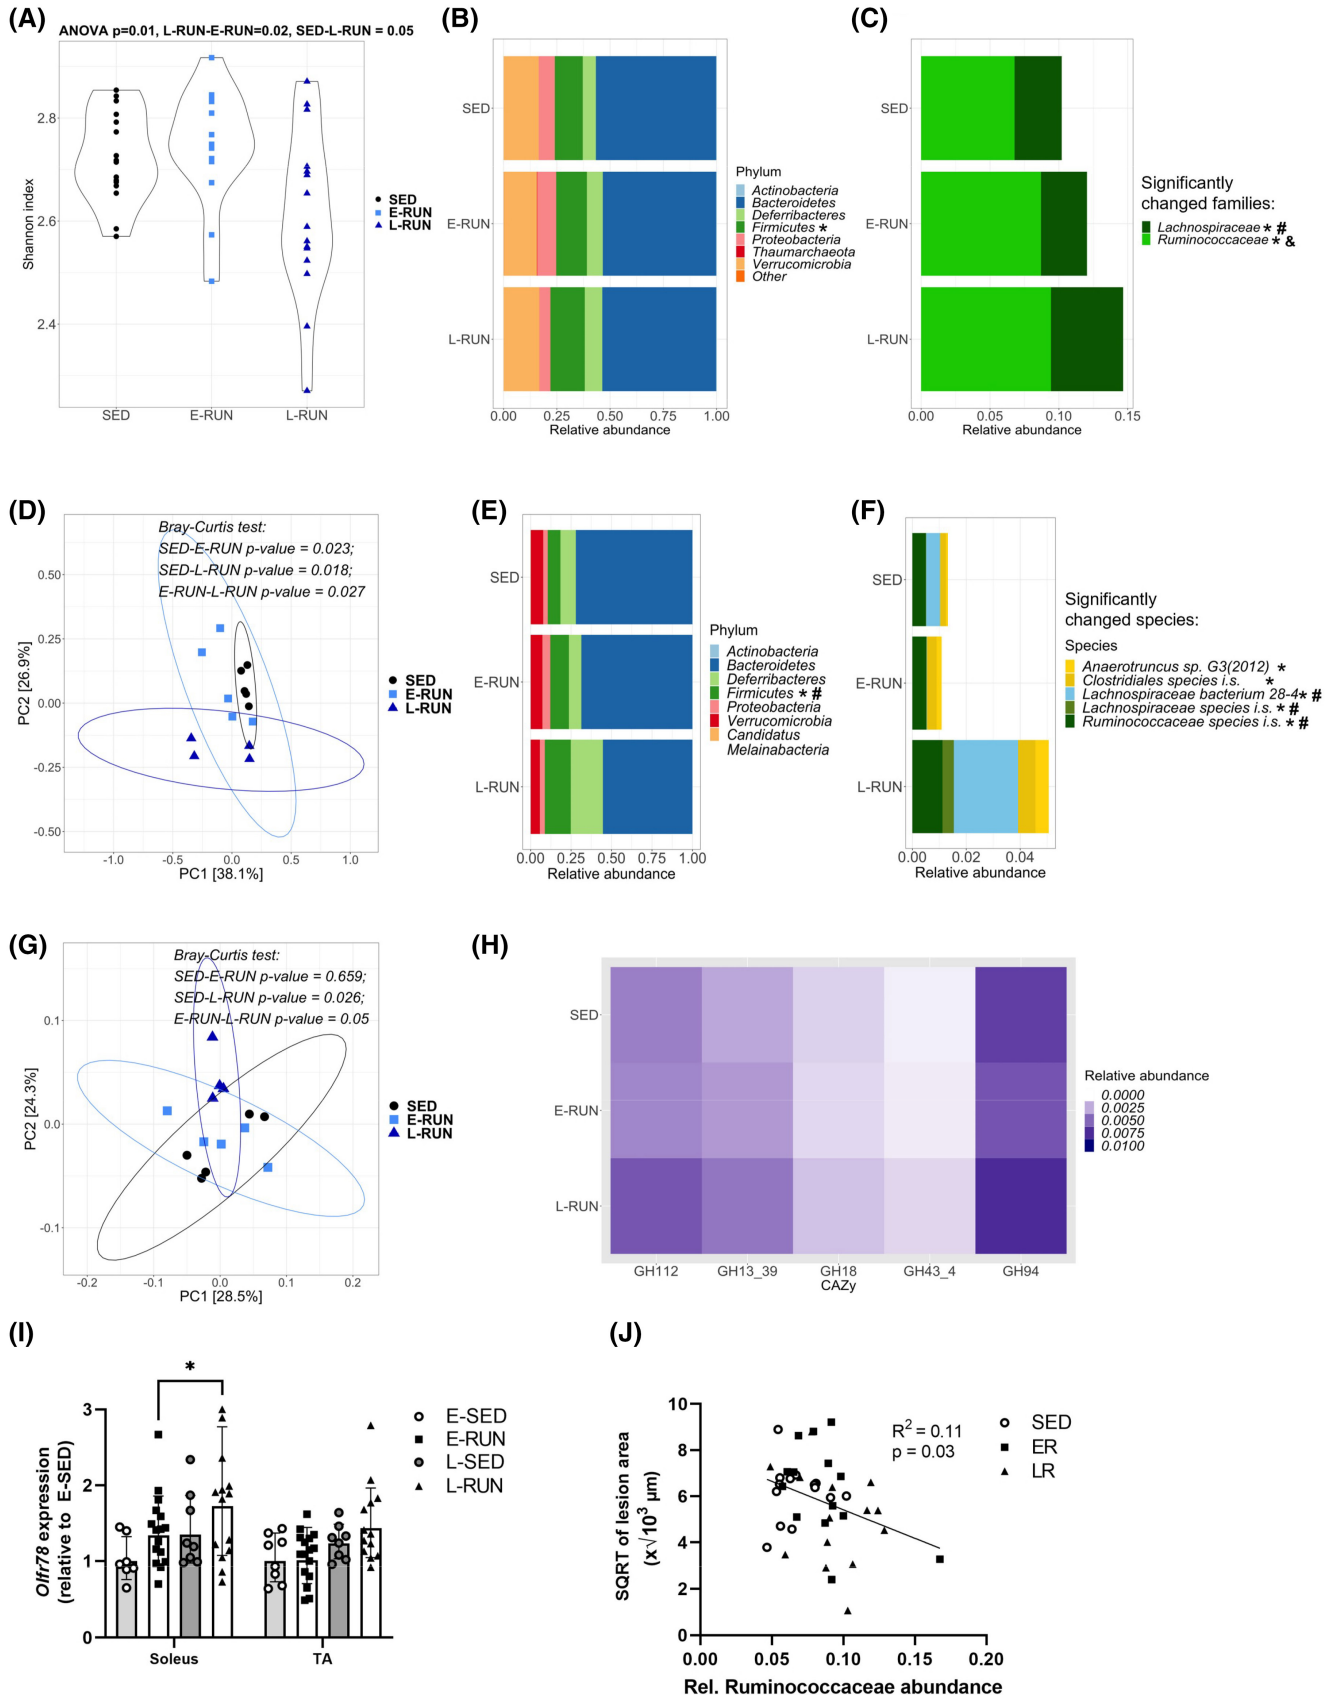 (A)
ANOVA p=0.01, L-RUN-E-RUN=0.02, SED-L-RUN = 0.05
Shannon index
2.8
2.6
2.4
SED
E-RUN
L-RUN
SED
E-RUN
L-RUN
(B)
SED
E-RUN
L-RUN
0.00
0.25
0.50
0.75
1.00
Relative abundance
Phylum
Actinobacteria
Bacteroidetes
Deferribacteres
Firmicutes *
Proteobacteria
Thaumarchaeota
Verrucomicrobia
Other
(C)
SED
E-RUN
L-RUN
0.00
0.05
0.10
0.15
Relative abundance
Significantly
changed families:
Lachnospiraceae * #
Ruminococcaceae * &
(D)
Bray-Curtis test:
SED-E-RUN p-value = 0.023;
SED-L-RUN p-value = 0.018;
E-RUN-L-RUN p-value = 0.027
PC2 [26.9%]
0.50
0.25
0.00
-0.25
-0.50
-1.0
-0.5
0.0
0.5
1.0
PC1 [38.1%]
SED
E-RUN
L-RUN
(E)
SED
E-RUN
L-RUN
0.00
0.25
0.50
0.75
1.00
Relative abundance
Phylum
Actinobacteria
Bacteroidetes
Deferribacteres
Firmicutes * #
Proteobacteria
Verrucomicrobia
Candidatus
Melainabacteria
(F)
SED
E-RUN
L-RUN
0.00
0.02
0.04
Relative abundance
Significantly
changed species:
Species
Anaerotruncus sp. G3(2012) *
Clostridiales species i.s. *
Lachnospiraceae bacterium 28-4* #
Lachnospiraceae species i.s. * #
Ruminococcaceae species i.s. * #
(G)
Bray-Curtis test:
SED-E-RUN p-value = 0.659;
SED-L-RUN p-value = 0.026;
E-RUN-L-RUN p-value = 0.05
PC2 [24.3%]
0.1
0.0
-0.1
-0.2
-0.1
0.0
0.1
0.2
PC1 [28.5%]
SED
E-RUN
L-RUN
(H)
SED
E-RUN
L-RUN
GH112
GH13_39
GH18
GH43_4
GH94
CAZy
Relative abundance
0.0000
0.0025
0.0050
0.0075
0.0100
(I)
Olfr78 expression
(relative to E-SED)
3
2
1
0
*
Soleus
TA
E-SED
E-RUN
L-SED
L-RUN
(J)
SQRT of lesion area
(x√10³ µm)
10
8
6
4
2
0
0.00
0.05
0.10
0.15
0.20
Rel. Ruminococcaceae abundance
R² = 0.11
p = 0.03
SED
ER
LR